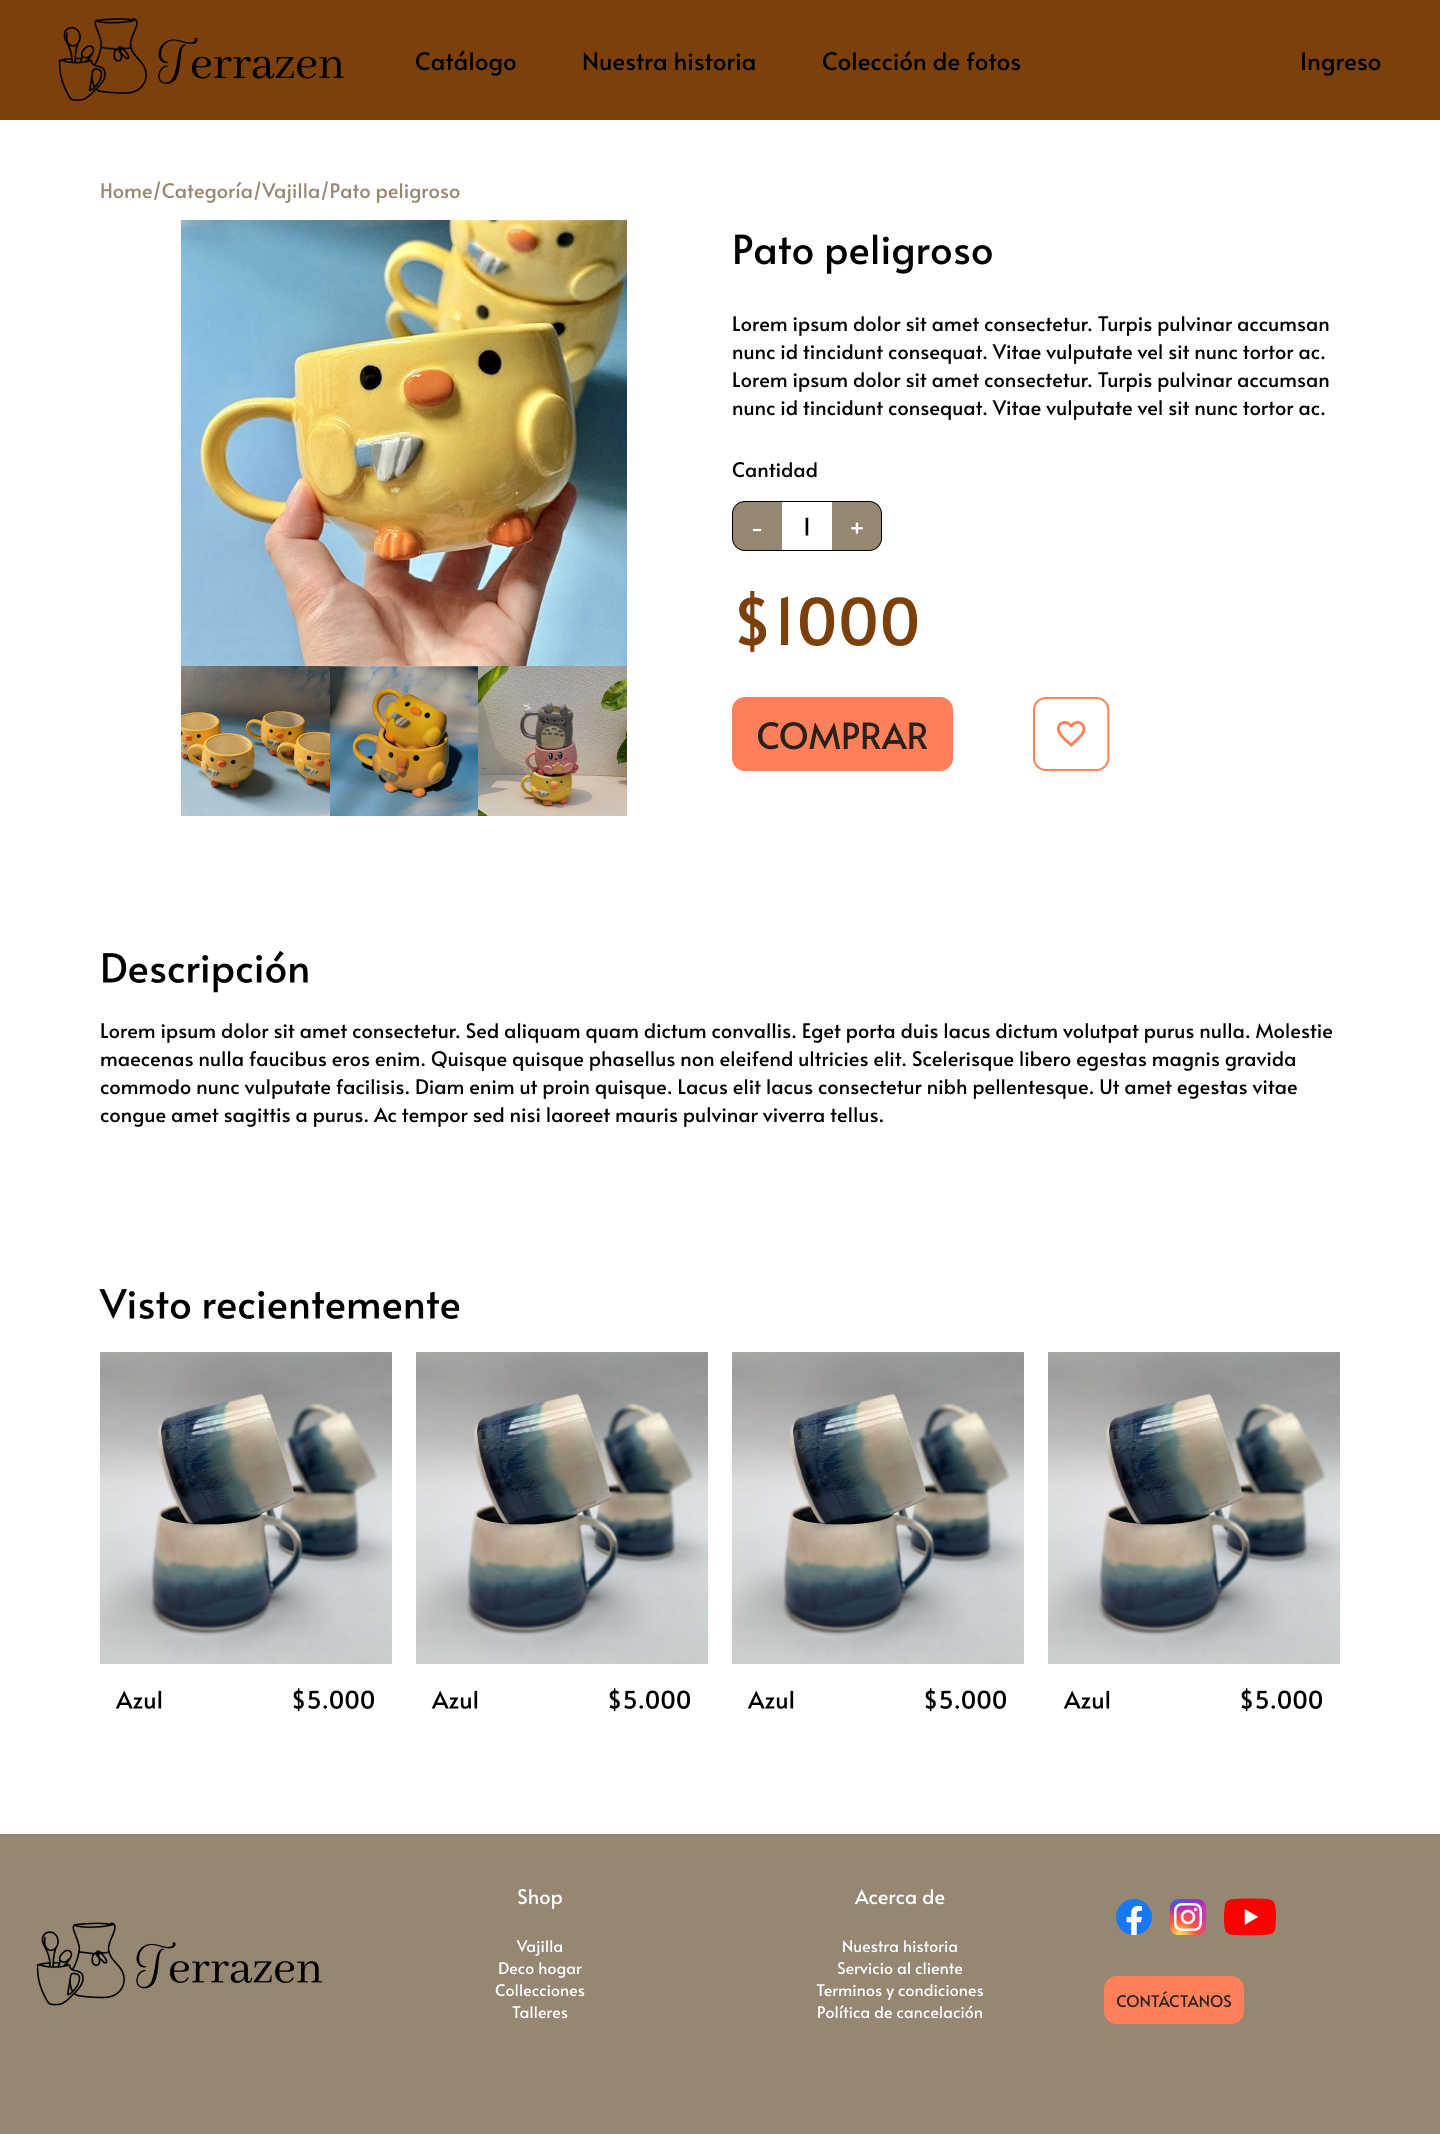 Terrazen
Catálogo
Nuestra historia
Colección de fotos
Ingreso
Home/Categoría/Vajilla/Pato peligroso
Pato peligroso
Lorem ipsum dolor sit amet consectetur. Turpis pulvinar accumsan
nunc id tincidunt consequat. Vitae vulputate vel sit nunc tortor ac.
Lorem ipsum dolor sit amet consectetur. Turpis pulvinar accumsan
nunc id tincidunt consequat. Vitae vulputate vel sit nunc tortor ac.
Cantidad
- 1 +
$1000
COMPRAR
Descripción
Lorem ipsum dolor sit amet consectetur. Sed aliquam quam dictum convallis. Eget porta duis lacus dictum volutpat purus nulla. Molestie
maecenas nulla faucibus eros enim. Quisque quisque phasellus non eleifend ultricies elit. Scelerisque libero egestas magnis gravida
commodo nunc vulputate facilisis. Diam enim ut proin quisque. Lacus elit lacus consectetur nibh pellentesque. Ut amet egestas vitae
congue amet sagittis a purus. Ac tempor sed nisi laoreet mauris pulvinar viverra tellus.
Visto recientemente
Azul $5.000
Azul $5.000
Azul $5.000
Azul $5.000
Terrazen
Shop
Vajilla
Deco hogar
Collecciones
Talleres
Acerca de
Nuestra historia
Servicio al cliente
Terminos y condiciones
Política de cancelación
CONTÁCTANOS